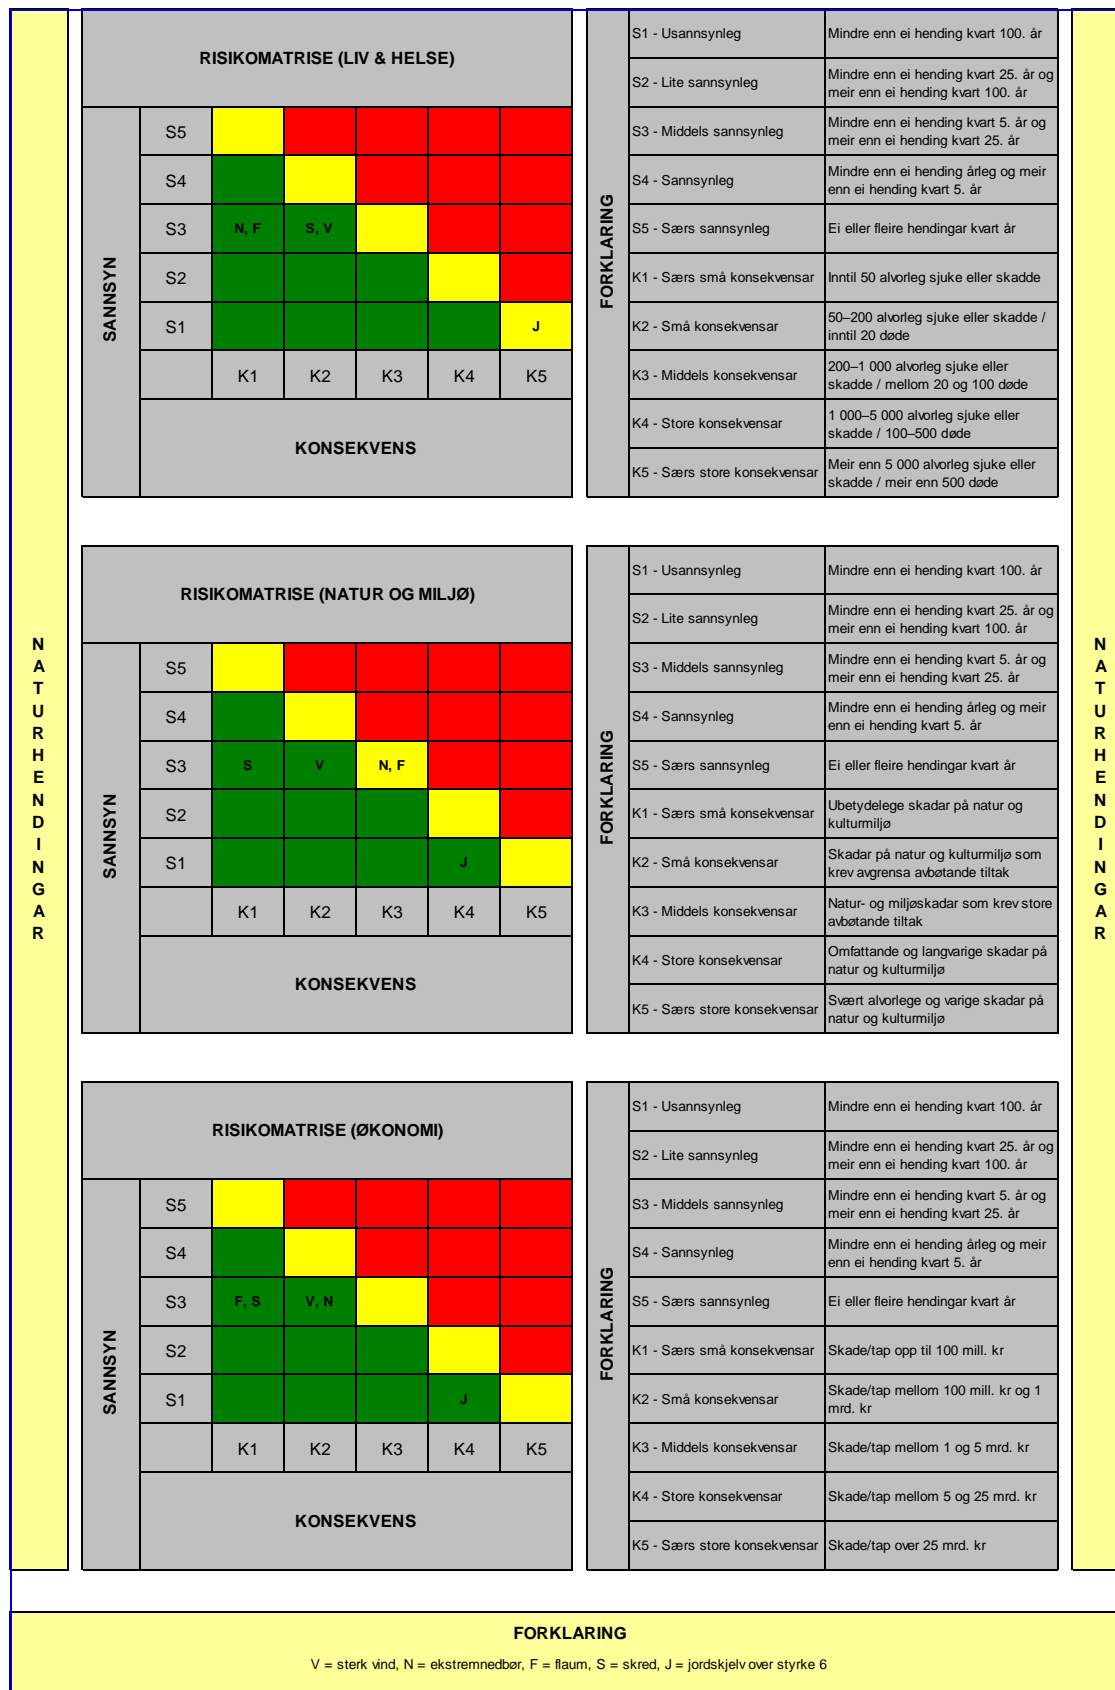 NATURHENDINGAR
RISIKOMATRISE (LIV & HELSE)
SANNSYN
S5
S4
S3 N, F S, V
S2
S1 J
K1 K2 K3 K4 K5
KONSEKVENS
FORKLARING
S1 - Usannsynleg Mindre enn ei hending kvart 100. år
S2 - Lite sannsynleg Mindre enn ei hending kvart 25. år og
meir enn ei hending kvart 100. år
S3 - Middels sannsynleg Mindre enn ei hending kvart 5. år og
meir enn ei hending kvart 25. år
S4 - Sannsynleg Mindre enn ei hending årleg og meir
enn ei hending kvart 5. år
S5 - Særs sannsynleg Ei eller fleire hendingar kvart år
K1 - Særs små konsekvensar Inntil 50 alvorleg sjuke eller skadde
K2 - Små konsekvensar 50–200 alvorleg sjuke eller skadde /
inntil 20 døde
K3 - Middels konsekvensar 200–1 000 alvorleg sjuke eller
skadde / mellom 20 og 100 døde
K4 - Store konsekvensar 1 000–5 000 alvorleg sjuke eller
skadde / 100–500 døde
K5 - Særs store konsekvensar Meir enn 5 000 alvorleg sjuke eller
skadde / meir enn 500 døde
RISIKOMATRISE (NATUR OG MILJØ)
SANNSYN
S5
S4
S3 S V N, F
S2
S1 J
K1 K2 K3 K4 K5
KONSEKVENS
FORKLARING
S1 - Usannsynleg Mindre enn ei hending kvart 100. år
S2 - Lite sannsynleg Mindre enn ei hending kvart 25. år og
meir enn ei hending kvart 100. år
S3 - Middels sannsynleg Mindre enn ei hending kvart 5. år og
meir enn ei hending kvart 25. år
S4 - Sannsynleg Mindre enn ei hending årleg og meir
enn ei hending kvart 5. år
S5 - Særs sannsynleg Ei eller fleire hendingar kvart år
K1 - Særs små konsekvensar Ubetydelege skadar på natur og
kulturmiljø
K2 - Små konsekvensar Skadar på natur og kulturmiljø som
krev avgrensa avbøtande tiltak
K3 - Middels konsekvensar Natur- og miljøskadar som krev store
avbøtande tiltak
K4 - Store konsekvensar Omfattande og langvarige skadar på
natur og kulturmiljø
K5 - Særs store konsekvensar Svært alvorlege og varige skadar på
natur og kulturmiljø
RISIKOMATRISE (ØKONOMI)
SANNSYN
S5
S4
S3 F, S V, N
S2
S1 J
K1 K2 K3 K4 K5
KONSEKVENS
FORKLARING
S1 - Usannsynleg Mindre enn ei hending kvart 100. år
S2 - Lite sannsynleg Mindre enn ei hending kvart 25. år og
meir enn ei hending kvart 100. år
S3 - Middels sannsynleg Mindre enn ei hending kvart 5. år og
meir enn ei hending kvart 25. år
S4 - Sannsynleg Mindre enn ei hending årleg og meir
enn ei hending kvart 5. år
S5 - Særs sannsynleg Ei eller fleire hendingar kvart år
K1 - Særs små konsekvensar Skade/tap opp til 100 mill. kr
K2 - Små konsekvensar Skade/tap mellom 100 mill. kr og 1
mrd. kr
K3 - Middels konsekvensar Skade/tap mellom 1 og 5 mrd. kr
K4 - Store konsekvensar Skade/tap mellom 5 og 25 mrd. kr
K5 - Særs store konsekvensar Skade/tap over 25 mrd. kr
NATURHENDINGAR
FORKLARING
V = sterk vind, N = ekstremnedbør, F = flaum, S = skred, J = jordskjelv over styrke 6